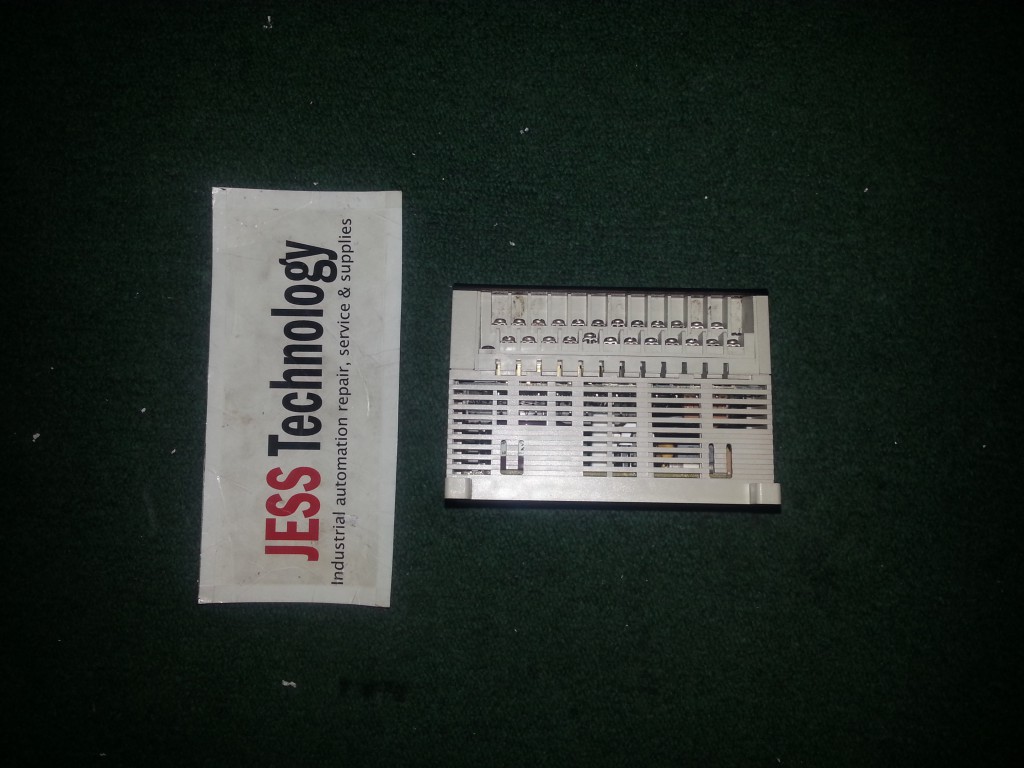 JESS Technology
Industrial automation repair, service & supplies